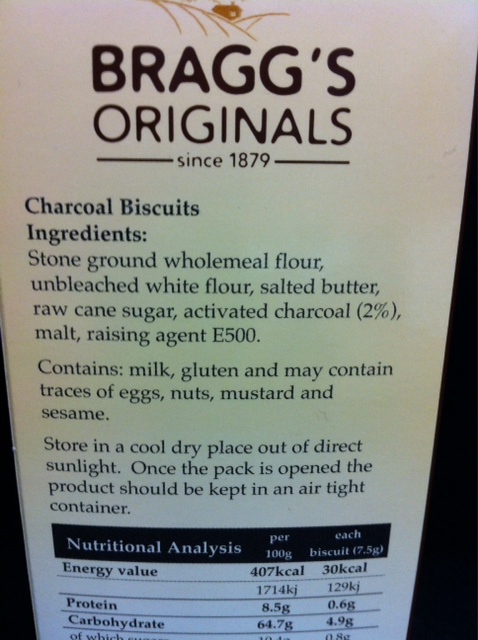 BRAGG'S
ORIGINALS
since 1879
Charcoal Biscuits
Ingredients:
Stone ground wholemeal flour,
unbleached white flour, salted butter,
raw cane sugar, activated charcoal (2%),
malt, raising agent E500.
Contains: milk, gluten and may contain
traces of eggs, nuts, mustard and
sesame.
Store in a cool dry place out of direct
sunlight. Once the pack is opened the
product should be kept in an air tight
container.
Nutritional Analysis per 100g each biscuit (7.5g)
Energy value 407kcal 30kcal
1714kj 129kj
Protein 8.5g 0.6g
Carbohydrate 64.7g 4.9g
of which 0.8g